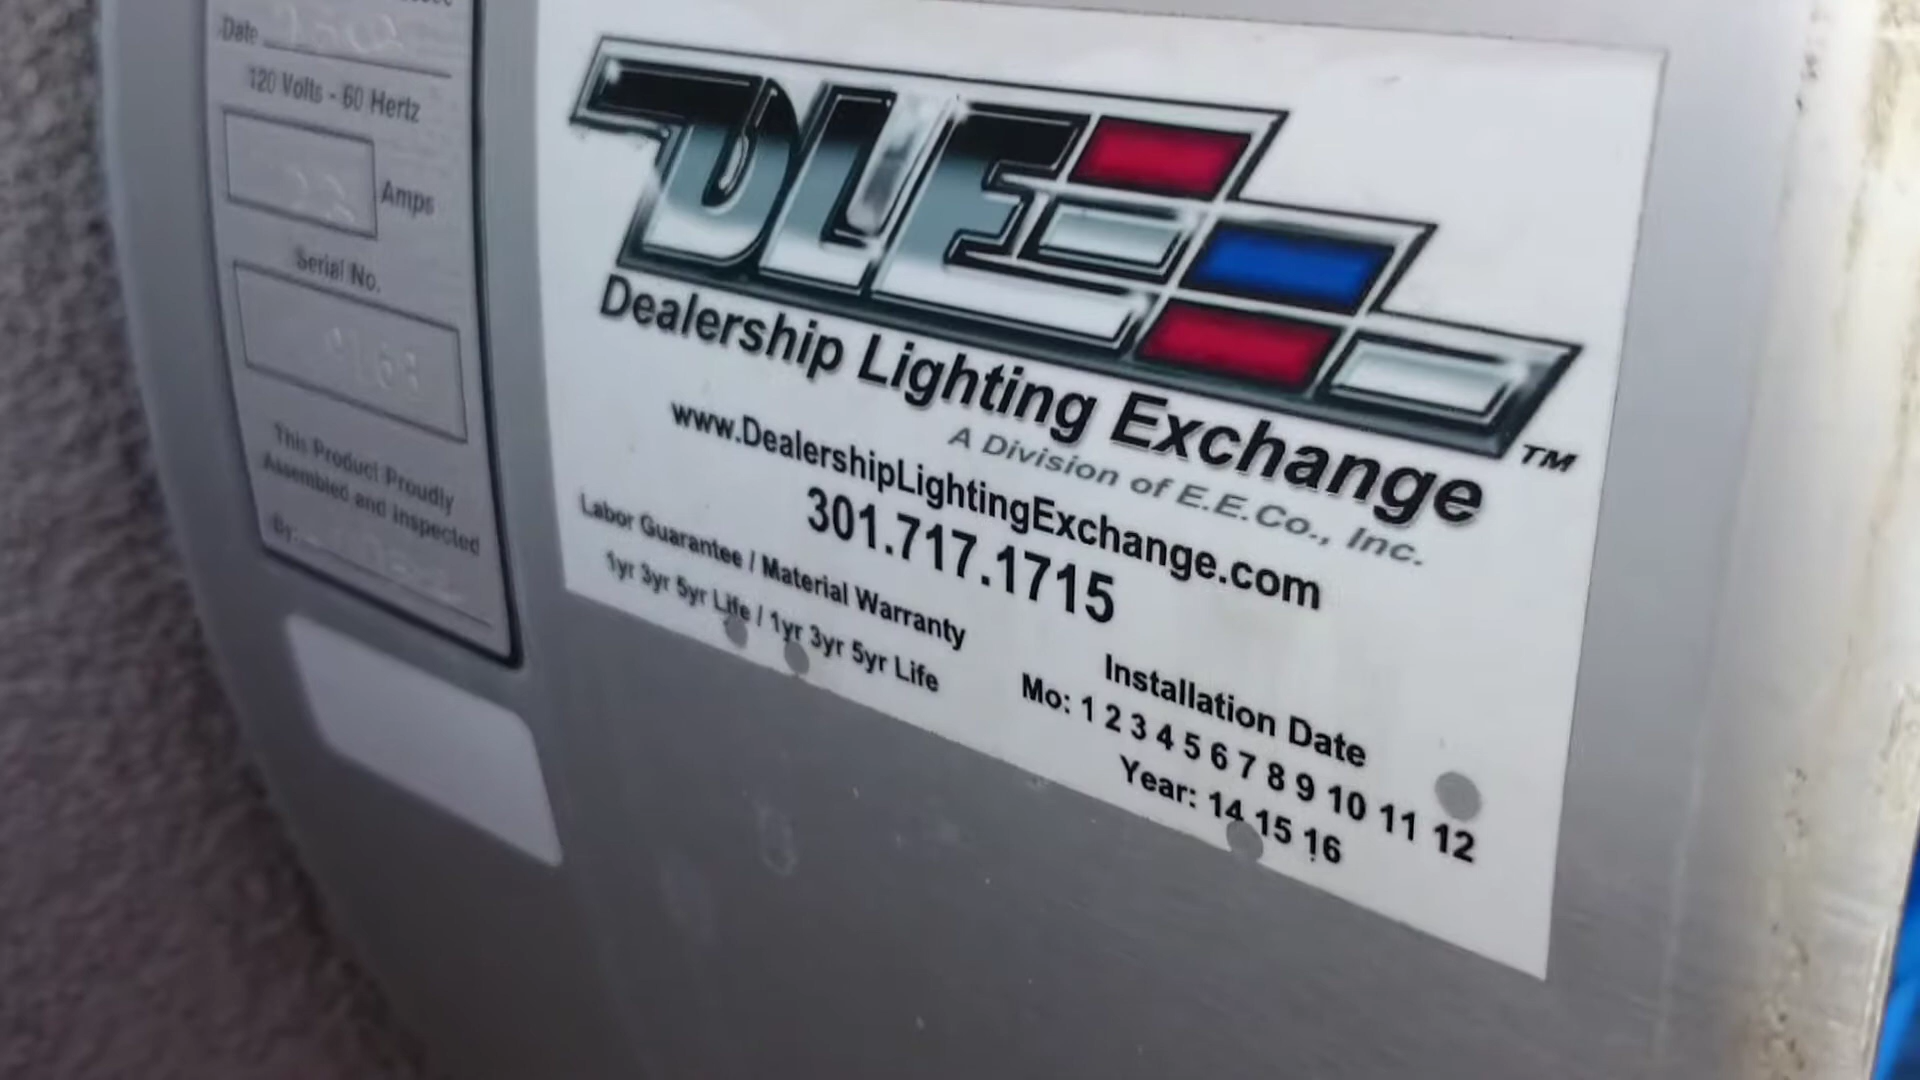 Date
120 Volts - 60 Hertz
Amps
Serial No.
This Product Proudly
Assembled and Inspected
By:
DLE
Dealership Lighting Exchange
TM
A Division of E.E.Co., Inc.
www.DealershipLightingExchange.com
301.717.1715
Labor Guarantee / Material Warranty
1yr 3yr 5yr Life / 1yr 3yr 5yr Life
Installation Date
Mo: 1 2 3 4 5 6 7 8 9 10 11 12
Year: 14 15 16